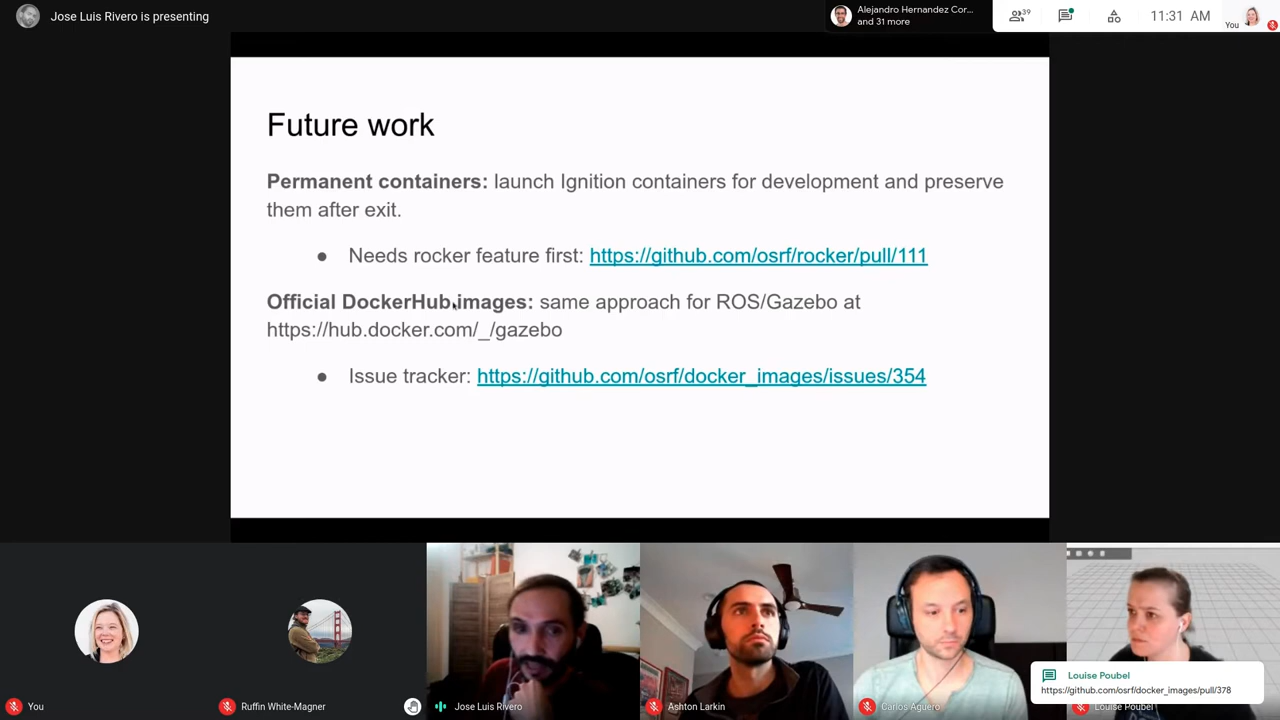 Jose Luis Rivero is presenting
Alejandro Hernandez Cor...
and 31 more
39
11:31 AM
You
Future work
Permanent containers: launch Ignition containers for development and preserve
them after exit.
● Needs rocker feature first: https://github.com/osrf/rocker/pull/111
Official DockerHub images: same approach for ROS/Gazebo at
https://hub.docker.com/_/gazebo
● Issue tracker: https://github.com/osrf/docker_images/issues/354
Louise Poubel
https://github.com/osrf/docker_images/pull/378
You
Ruffin White-Magner
Jose Luis Rivero
Ashton Larkin
Carlos Agüero
Louise Poubel